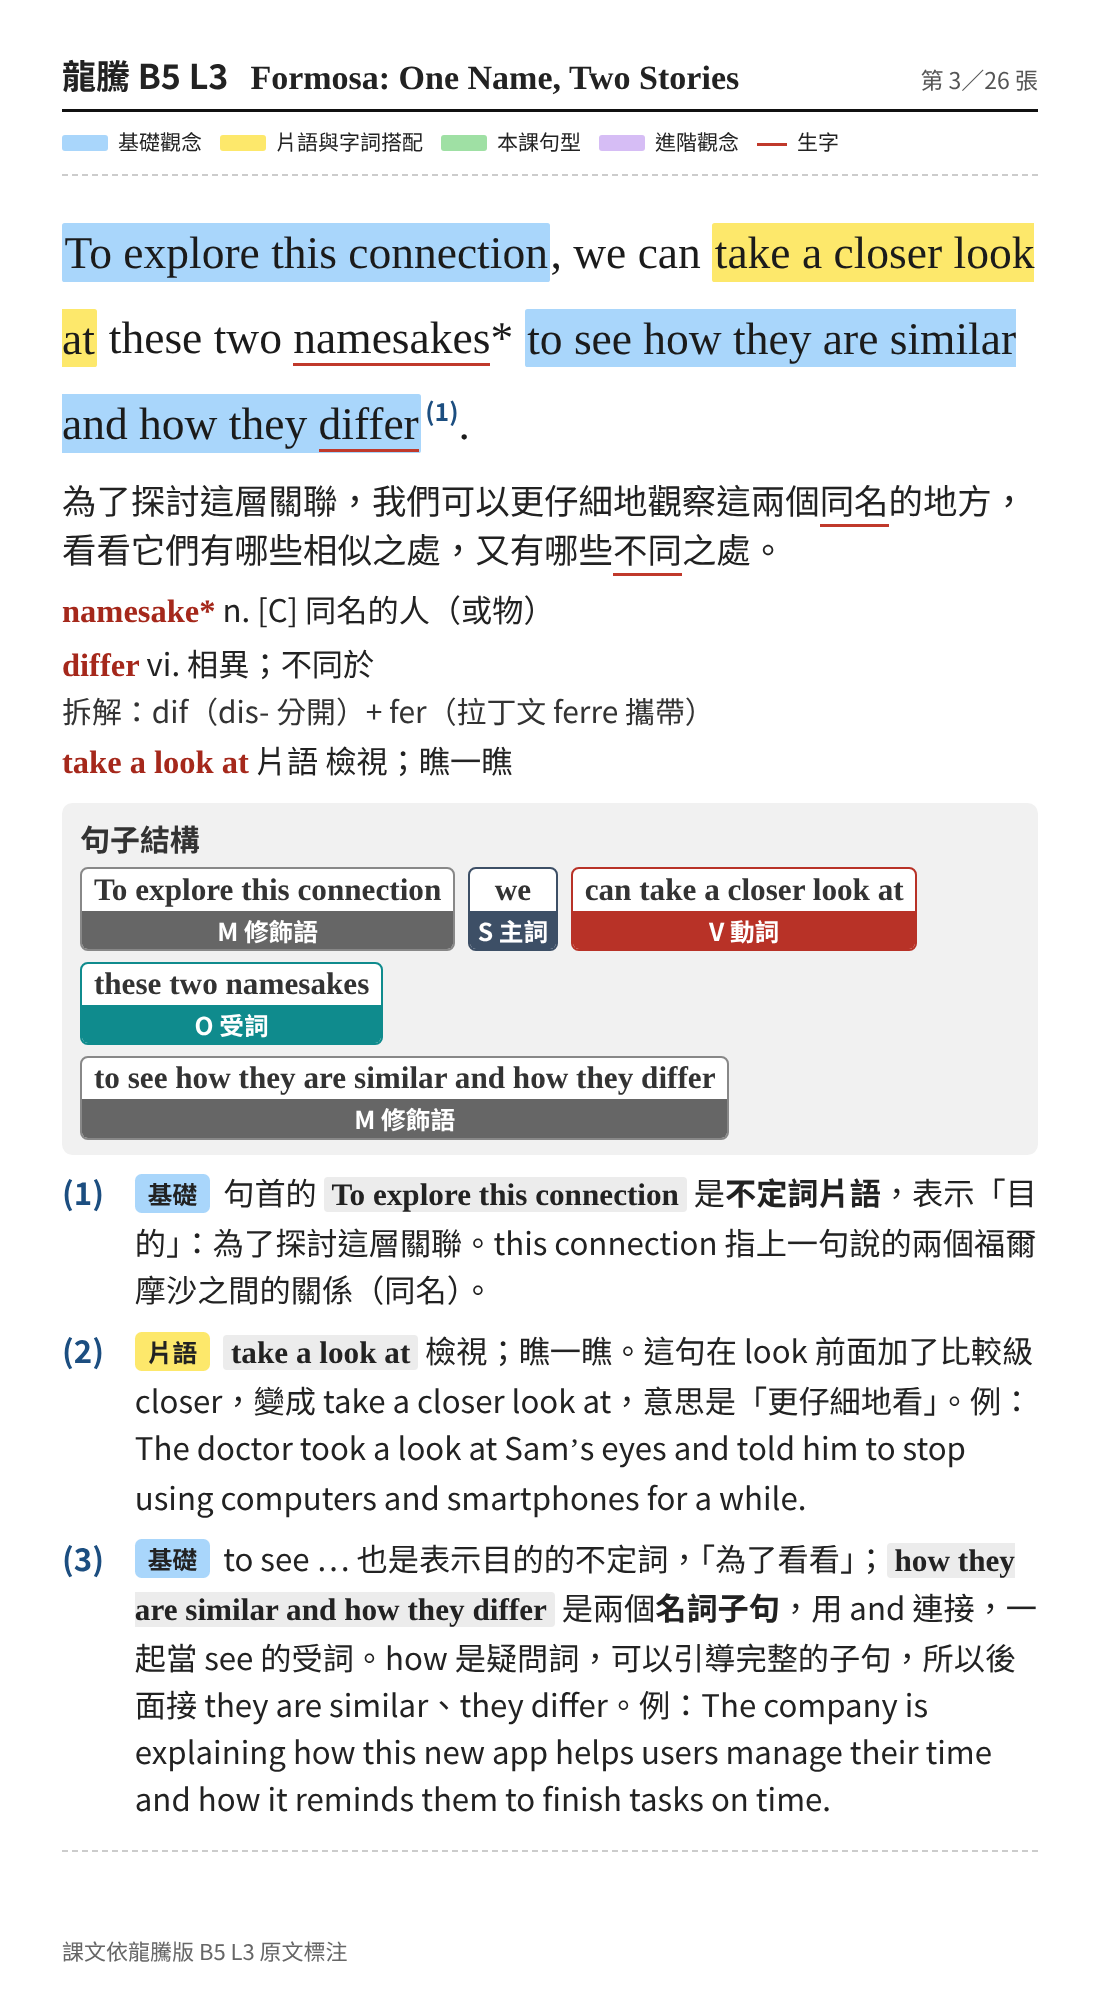 龍騰 B5 L3 Formosa: One Name, Two Stories 第 3／26 張
基礎觀念 片語與字詞搭配 本課句型 進階觀念 生字
To explore this connection, we can take a closer look
at these two namesakes* to see how they are similar
and how they differ(1).
為了探討這層關聯，我們可以更仔細地觀察這兩個同名的地方，
看看它們有哪些相似之處，又有哪些不同之處。
namesake* n. [C] 同名的人（或物）
differ vi. 相異；不同於
拆解：dif（dis- 分開）+ fer（拉丁文 ferre 攜帶）
take a look at 片語 檢視；瞧一瞧
句子結構
To explore this connection we can take a closer look at
M 修飾語 S 主詞 V 動詞
these two namesakes
O 受詞
to see how they are similar and how they differ
M 修飾語
(1) 基礎 句首的 To explore this connection 是不定詞片語，表示「目
的」：為了探討這層關聯。this connection 指上一句說的兩個福爾
摩沙之間的關係（同名）。
(2) 片語 take a look at 檢視；瞧一瞧。這句在 look 前面加了比較級
closer，變成 take a closer look at，意思是「更仔細地看」。例：
The doctor took a look at Sam’s eyes and told him to stop
using computers and smartphones for a while.
(3) 基礎 to see … 也是表示目的的不定詞，「為了看看」；how they
are similar and how they differ 是兩個名詞子句，用 and 連接，一
起當 see 的受詞。how 是疑問詞，可以引導完整的子句，所以後
面接 they are similar、they differ。例：The company is
explaining how this new app helps users manage their time
and how it reminds them to finish tasks on time.
課文依龍騰版 B5 L3 原文標注